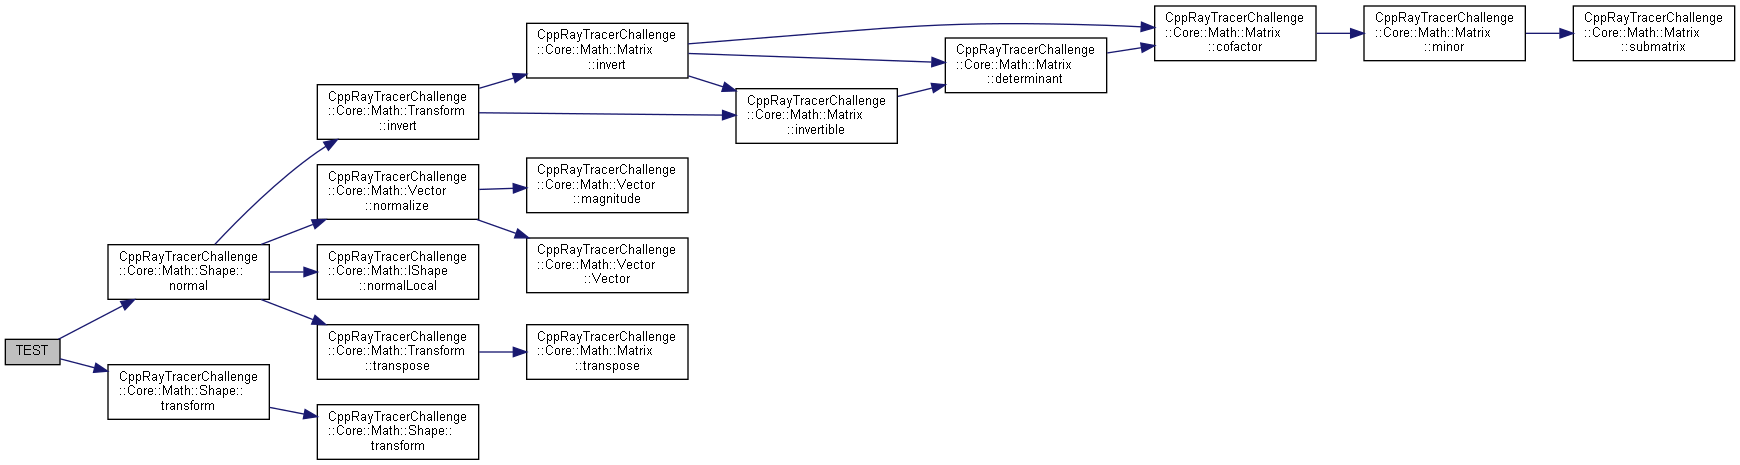 TEST
CppRayTracerChallenge
::Core::Math::Shape::
normal
CppRayTracerChallenge
::Core::Math::Shape::
transform
CppRayTracerChallenge
::Core::Math::Transform
::invert
CppRayTracerChallenge
::Core::Math::Vector
::normalize
CppRayTracerChallenge
::Core::Math::IShape
::normalLocal
CppRayTracerChallenge
::Core::Math::Transform
::transpose
CppRayTracerChallenge
::Core::Math::Shape::
transform
CppRayTracerChallenge
::Core::Math::Matrix
::invert
CppRayTracerChallenge
::Core::Math::Vector
::magnitude
CppRayTracerChallenge
::Core::Math::Vector
::Vector
CppRayTracerChallenge
::Core::Math::Matrix
::transpose
CppRayTracerChallenge
::Core::Math::Matrix
::invertible
CppRayTracerChallenge
::Core::Math::Matrix
::determinant
CppRayTracerChallenge
::Core::Math::Matrix
::cofactor
CppRayTracerChallenge
::Core::Math::Matrix
::minor
CppRayTracerChallenge
::Core::Math::Matrix
::submatrix